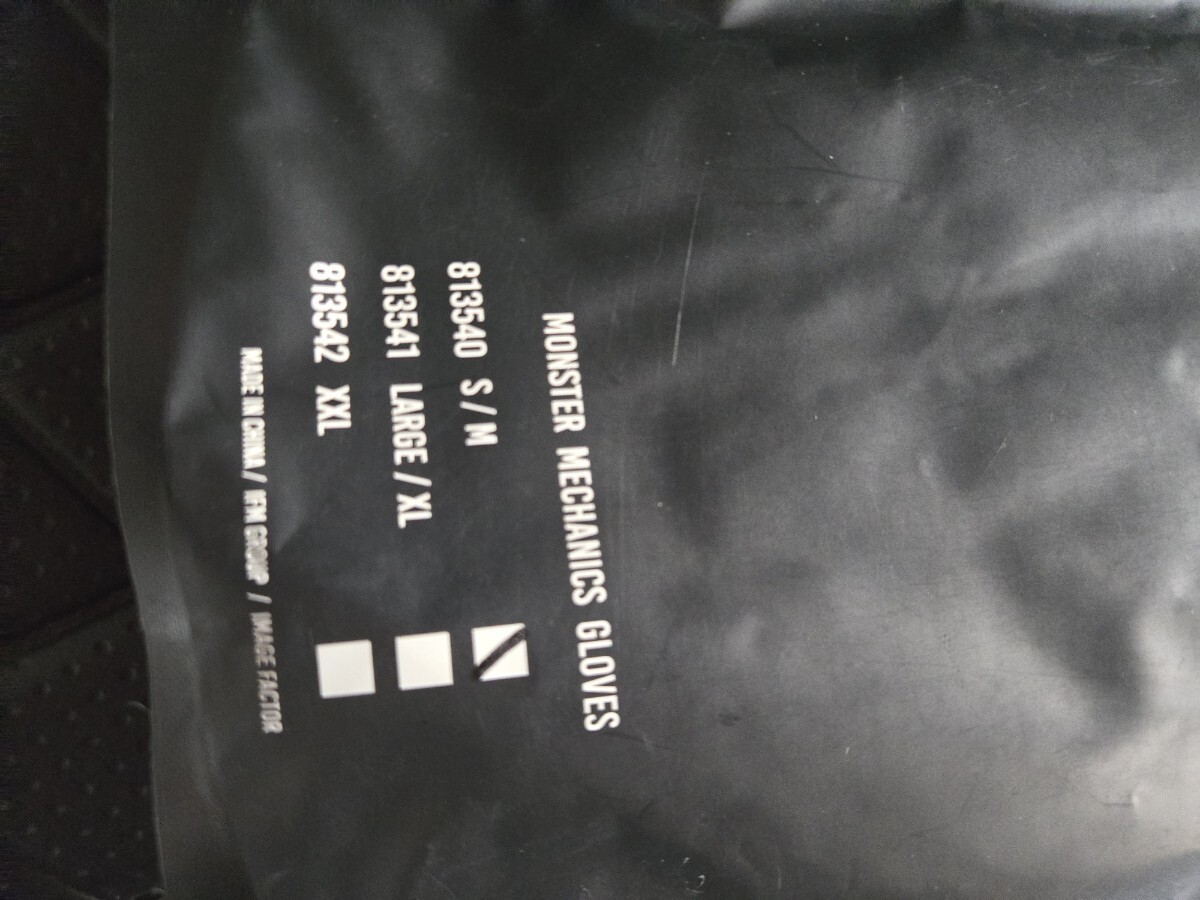 MONSTER MECHANICS GLOVES
813540 S / M
813541 LARGE / XL
813542 XXL
MADE IN CHINA / IFM GROUP / IMAGE FACTOR